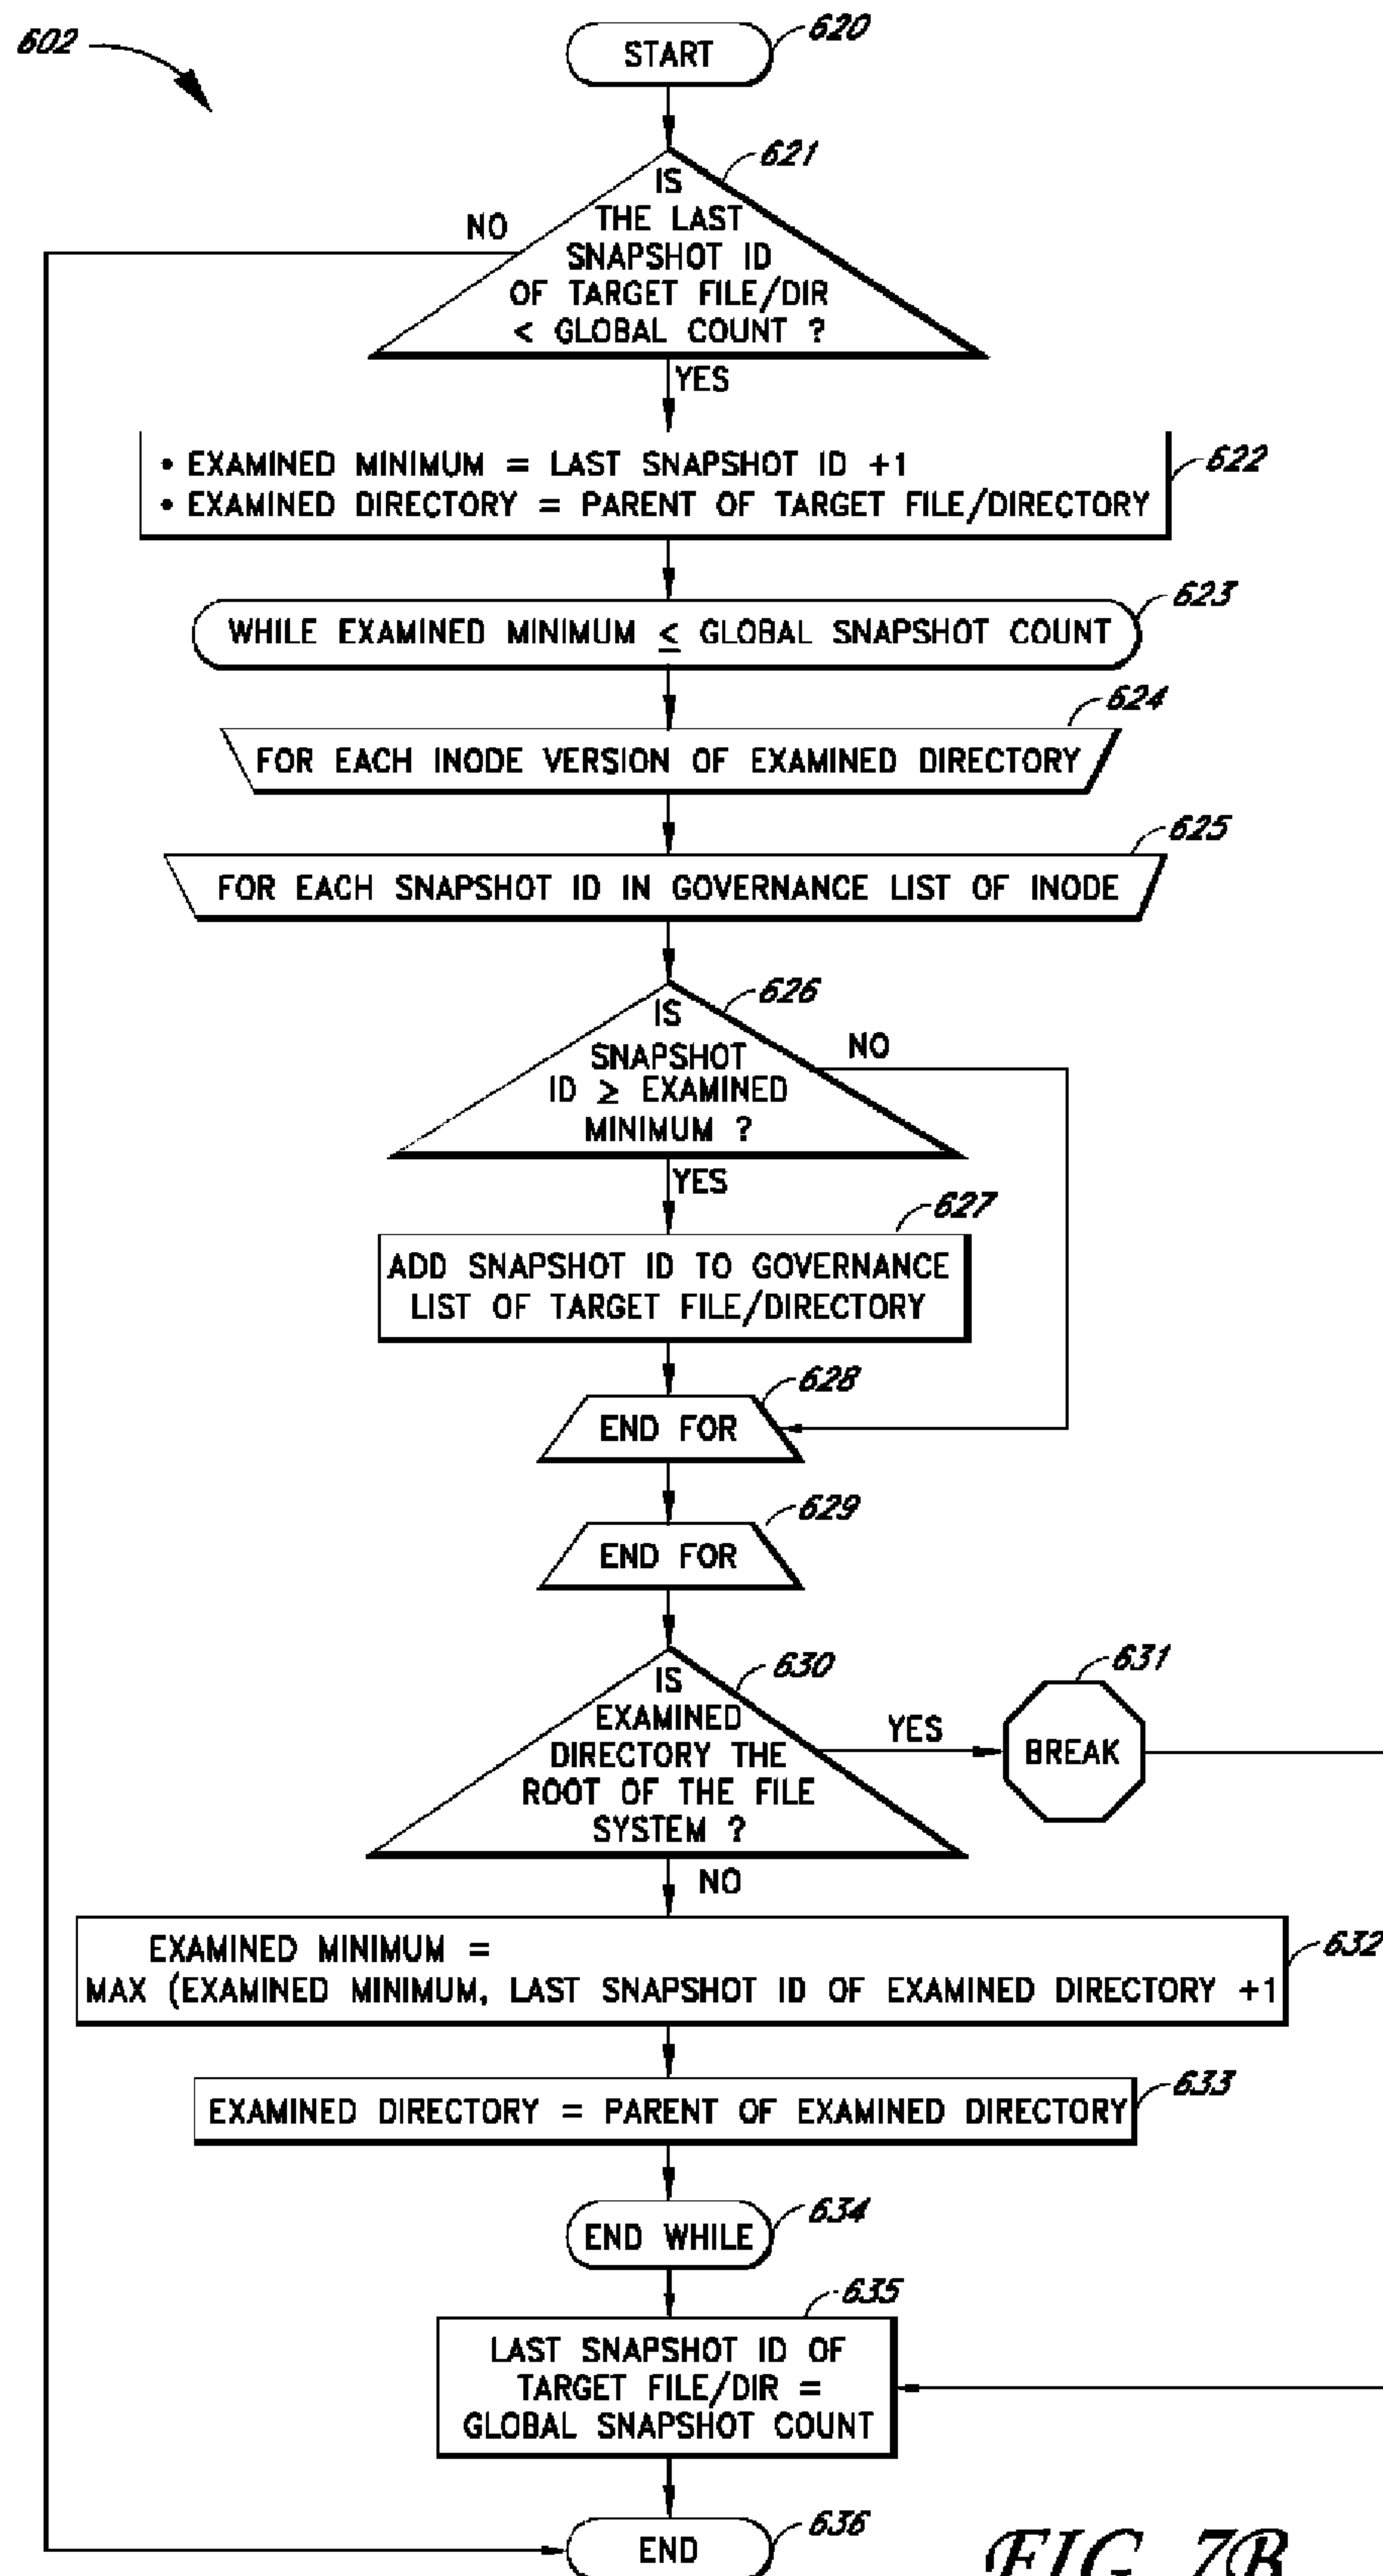 602
START
620
IS
THE LAST
SNAPSHOT ID
OF TARGET FILE/DIR
< GLOBAL COUNT ?
621
NO
YES
• EXAMINED MINIMUM = LAST SNAPSHOT ID +1
• EXAMINED DIRECTORY = PARENT OF TARGET FILE/DIRECTORY
622
WHILE EXAMINED MINIMUM ≤ GLOBAL SNAPSHOT COUNT
623
FOR EACH INODE VERSION OF EXAMINED DIRECTORY
624
FOR EACH SNAPSHOT ID IN GOVERNANCE LIST OF INODE
625
IS
SNAPSHOT
ID ≥ EXAMINED
MINIMUM ?
626
NO
YES
ADD SNAPSHOT ID TO GOVERNANCE
LIST OF TARGET FILE/DIRECTORY
627
END FOR
628
END FOR
629
IS
EXAMINED
DIRECTORY THE
ROOT OF THE FILE
SYSTEM ?
630
YES
BREAK
631
NO
EXAMINED MINIMUM =
MAX (EXAMINED MINIMUM, LAST SNAPSHOT ID OF EXAMINED DIRECTORY +1
632
EXAMINED DIRECTORY = PARENT OF EXAMINED DIRECTORY
633
END WHILE
634
LAST SNAPSHOT ID OF
TARGET FILE/DIR =
GLOBAL SNAPSHOT COUNT
635
END
636
FIG. 7B